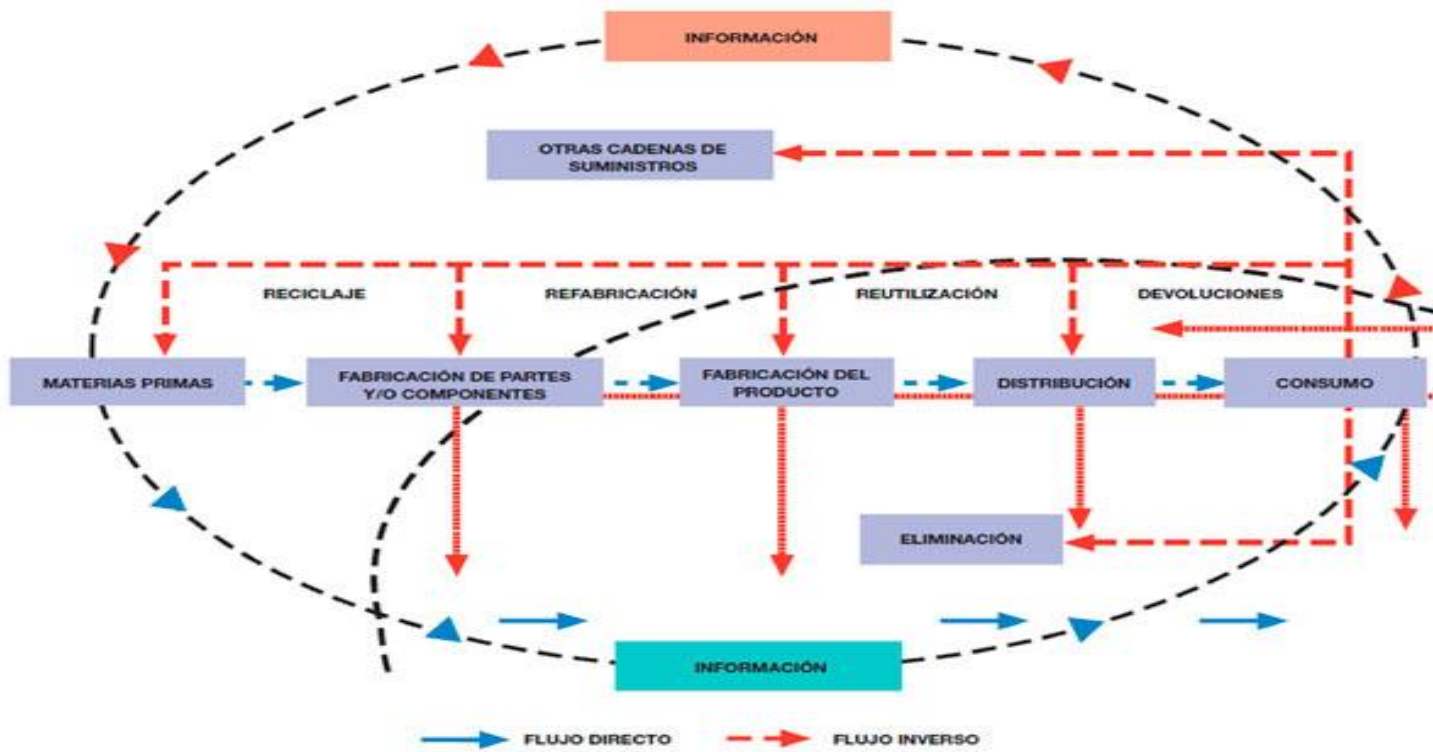 INFORMACIÓN
OTRAS CADENAS DE
SUMINISTROS
RECICLAJE
REFABRICACIÓN
REUTILIZACIÓN
DEVOLUCIONES
MATERIAS PRIMAS
FABRICACIÓN DE PARTES
Y/O COMPONENTES
FABRICACIÓN DEL
PRODUCTO
DISTRIBUCIÓN
CONSUMO
ELIMINACIÓN
INFORMACIÓN
FLUJO DIRECTO
FLUJO INVERSO